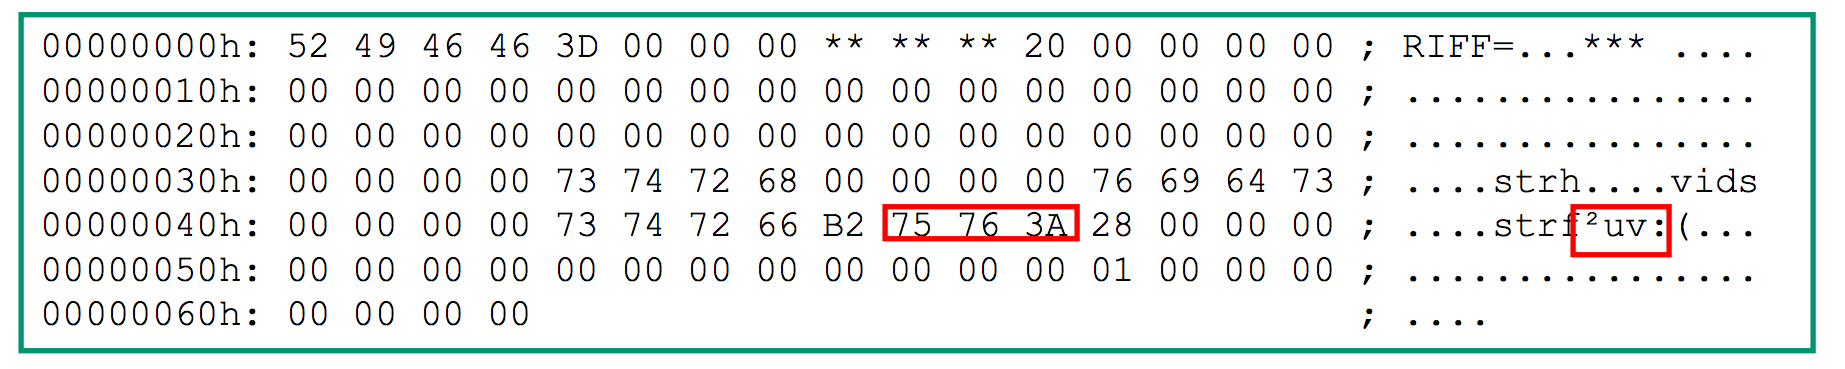 00000000h: 52 49 46 46 3D 00 00 00 ** ** ** 20 00 00 00 00 ; RIFF=...*** ....
00000010h: 00 00 00 00 00 00 00 00 00 00 00 00 00 00 00 00 ; ................
00000020h: 00 00 00 00 00 00 00 00 00 00 00 00 00 00 00 00 ; ................
00000030h: 00 00 00 00 73 74 72 68 00 00 00 00 76 69 64 73 ; ....strh....vids
00000040h: 00 00 00 00 73 74 72 66 B2 75 76 3A 28 00 00 00 ; ....strf²uv:(...
00000050h: 00 00 00 00 00 00 00 00 00 00 00 00 01 00 00 00 ; ................
00000060h: 00 00 00 00 ; ....